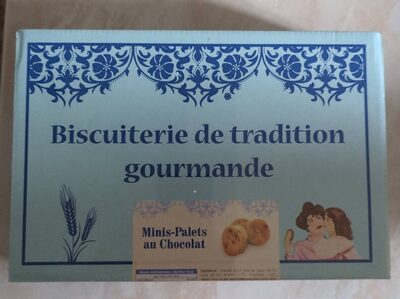 Biscuiterie de tradition
gourmande
Minis-Palets
au Chocolat